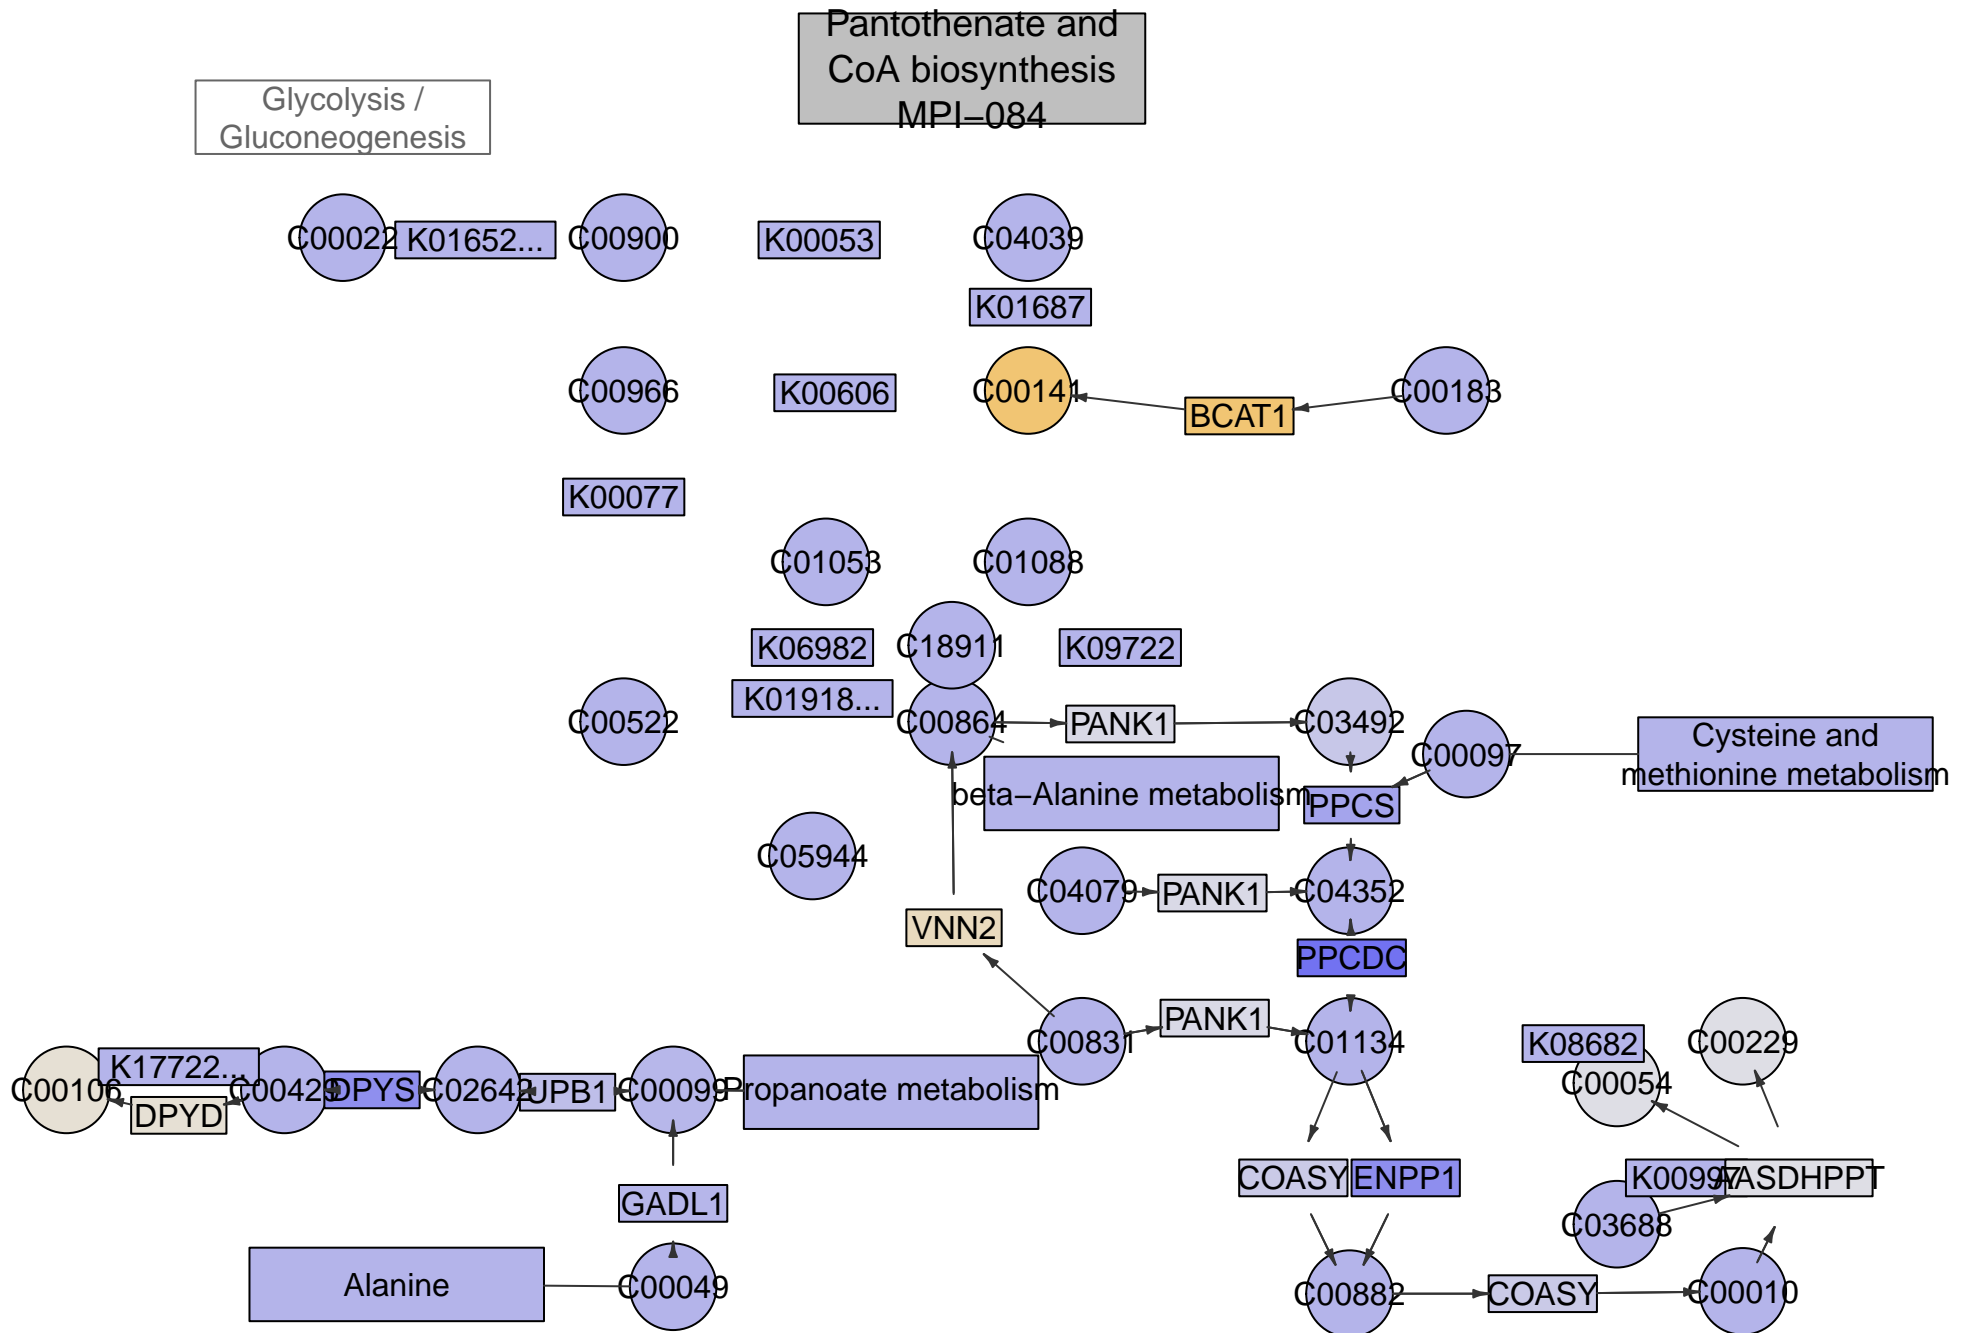 Pantothenate and
CoA biosynthesis
MPI−084
Glycolysis /
Gluconeogenesis
C00022
K01652...
C00900
K00053
C04039
K01687
C00966
K00606
C00141
BCAT1
C00183
K00077
C01053
C01088
K06982
C18911
K09722
K01918...
C00522
C00864
PANK1
C03492
C00097
Cysteine and
methionine metabolism
beta−Alanine metabolism
PPCS
C05944
C04079
PANK1
C04352
VNN2
PPCDC
C00831
PANK1
C01134
K08682
C00229
C00054
C00106
K17722...
DPYD
C00429
DPYS
C02642
UPB1
C00099
Propanoate metabolism
GADL1
COASY
ENPP1
K00997
AASDHPPT
C03688
Alanine
C00049
C00882
COASY
C00010